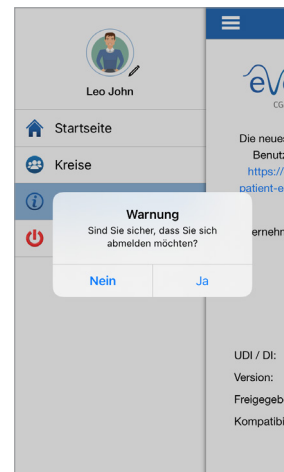 Leo John
Startseite
Kreise
Warnung
Sind Sie sicher, dass Sie sich
abmelden möchten?
Nein
Ja
CG
Die neues
Benutz
https://
patient-e
ernehm
UDI / DI:
Version:
Freigegeb
Kompatibi